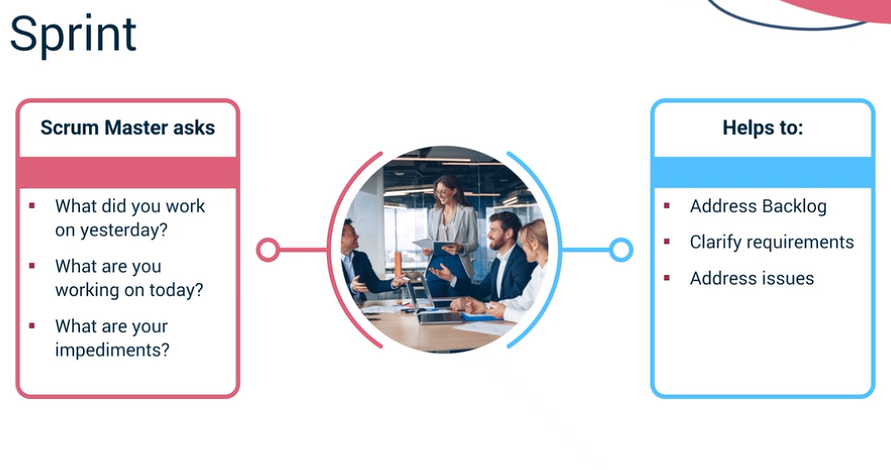 Sprint
Scrum Master asks
What did you work
on yesterday?
What are you
working on today?
What are your
impediments?
Helps to:
Address Backlog
Clarify requirements
Address issues